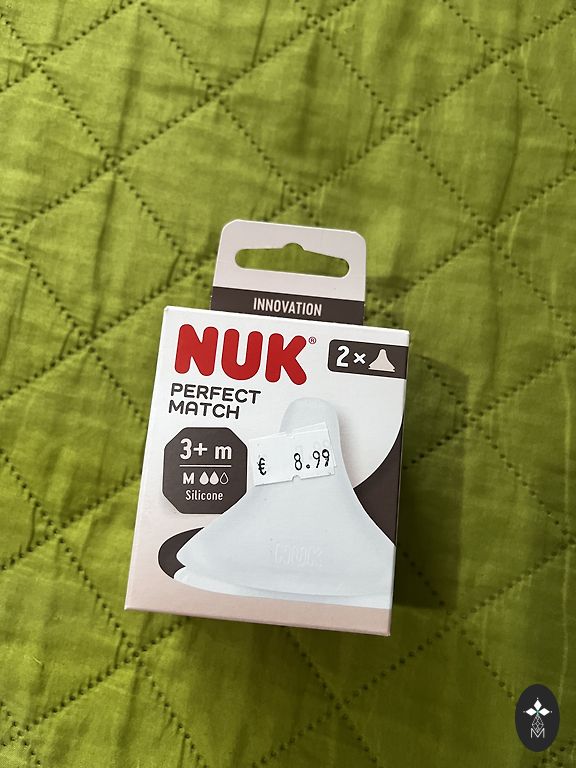 INNOVATION
NUK®
2×
PERFECT
MATCH
3+ m
M
Silicone
€ 8.99
NUK
M